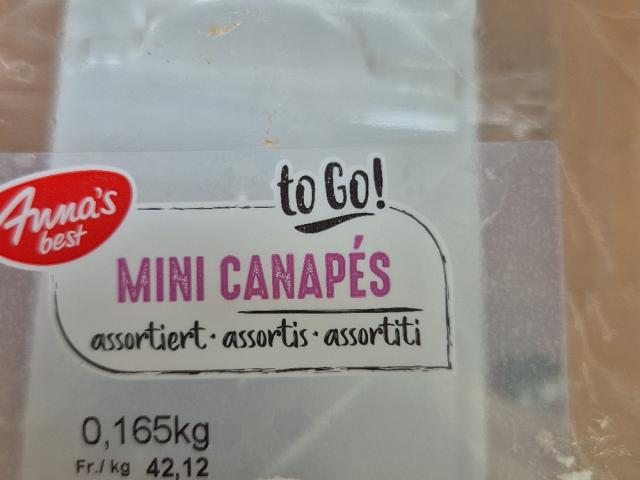 to Go!
Anna's
best
MINI CANAPÉS
assortiert · assortis · assortiti
0,165kg
Fr./kg 42,12